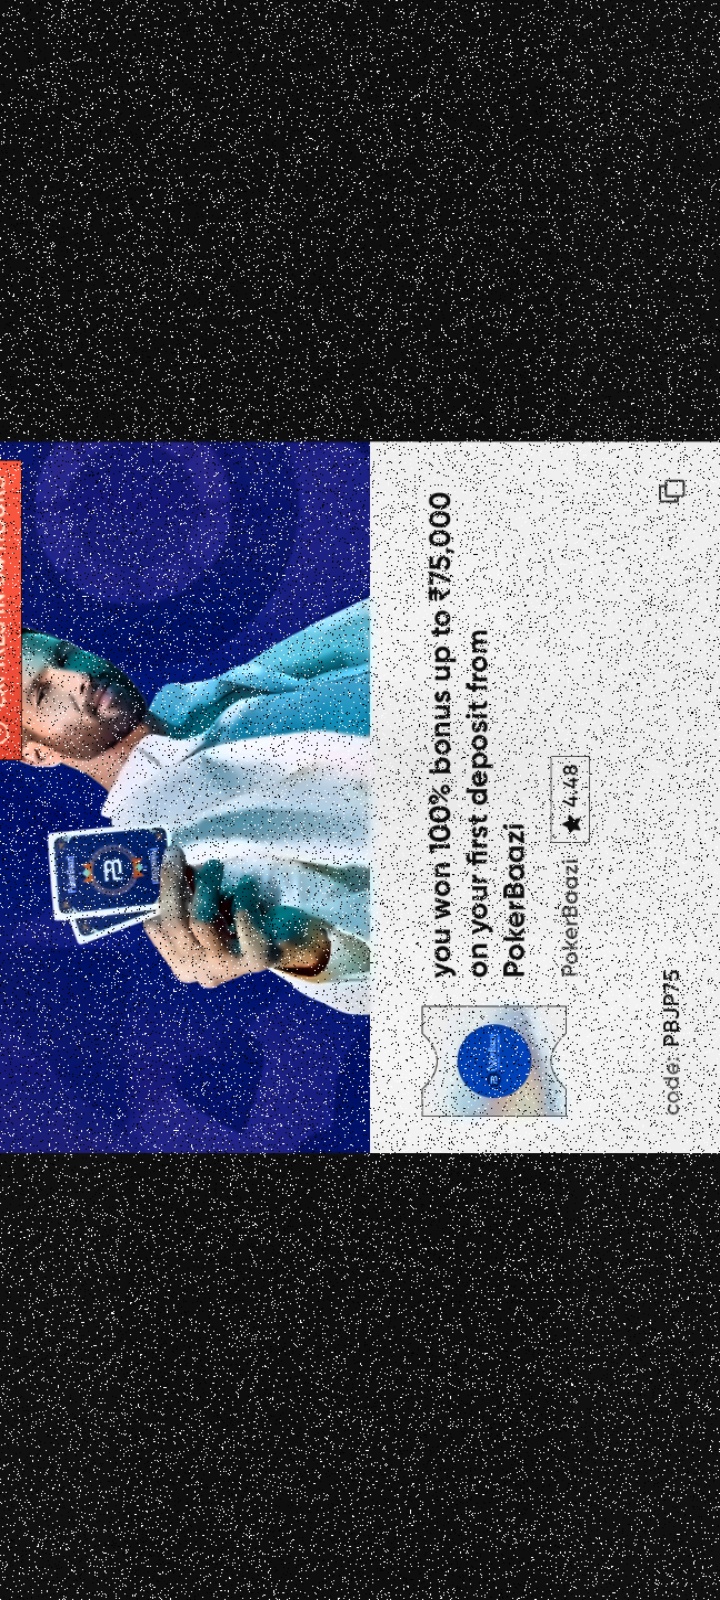 you won 100% bonus up to ₹75,000
on your first deposit from
PokerBaazi
PokerBaazi ★ 4.48
code: PBJP75